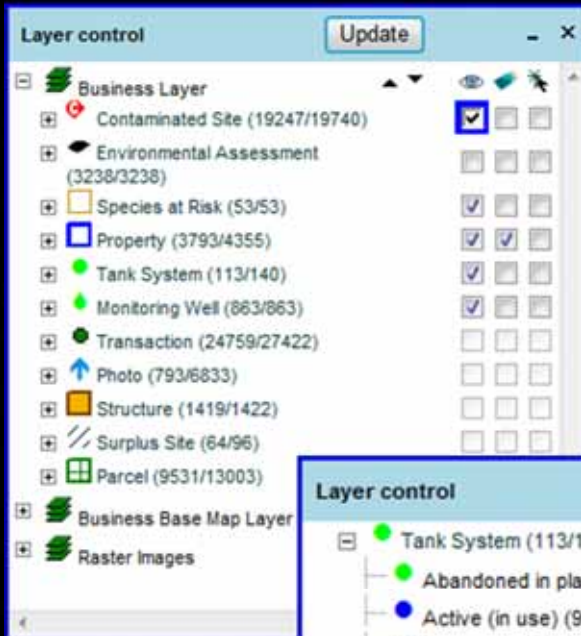 Layer control Update
Business Layer
Contaminated Site (19247/19740)
Environmental Assessment
(3238/3238)
Species at Risk (53/53)
Property (3793/4355)
Tank System (113/140)
Monitoring Well (863/863)
Transaction (24759/27422)
Photo (793/6833)
Structure (1419/1422)
Surplus Site (64/96)
Parcel (9531/13003)
Business Base Map Layer
Raster Images
Layer control
Tank System (113/1
Abandoned in pla
Active (in use) (9